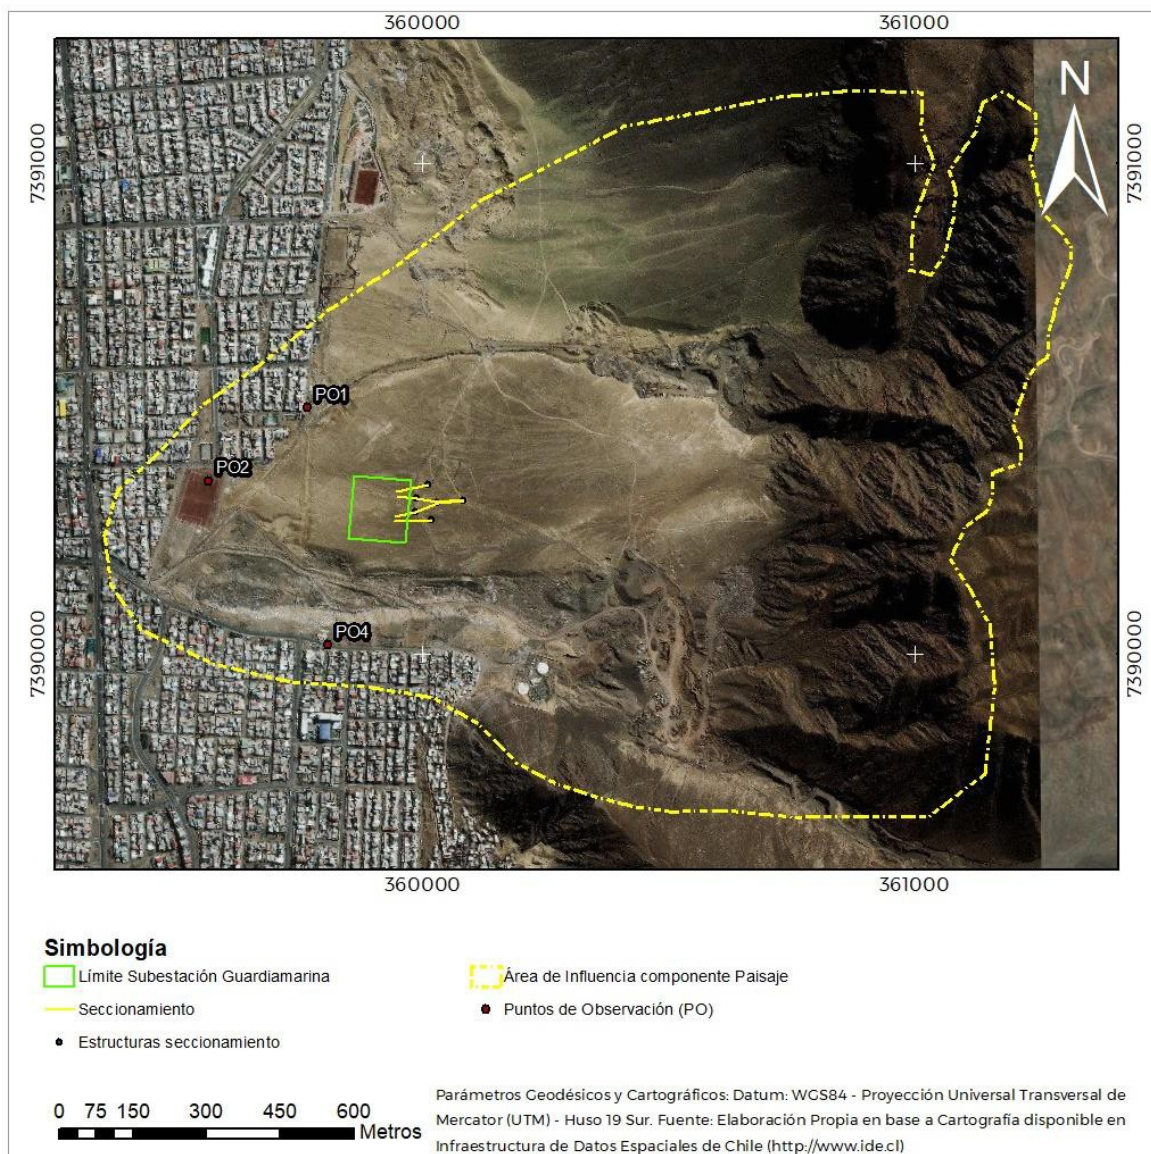 360000 361000
N
7391000 7391000
PO1
PO2
PO4
7390000 7390000
360000 361000
Simbología
Límite Subestación Guardiamarina
Área de Influencia componente Paisaje
Seccionamiento
Puntos de Observación (PO)
Estructuras seccionamiento
0 75 150 300 450 600
Metros
Parámetros Geodésicos y Cartográficos: Datum: WGS84 - Proyección Universal Transversal de
Mercator (UTM) - Huso 19 Sur. Fuente: Elaboración Propia en base a Cartografía disponible en
Infraestructura de Datos Espaciales de Chile (http://www.ide.cl)